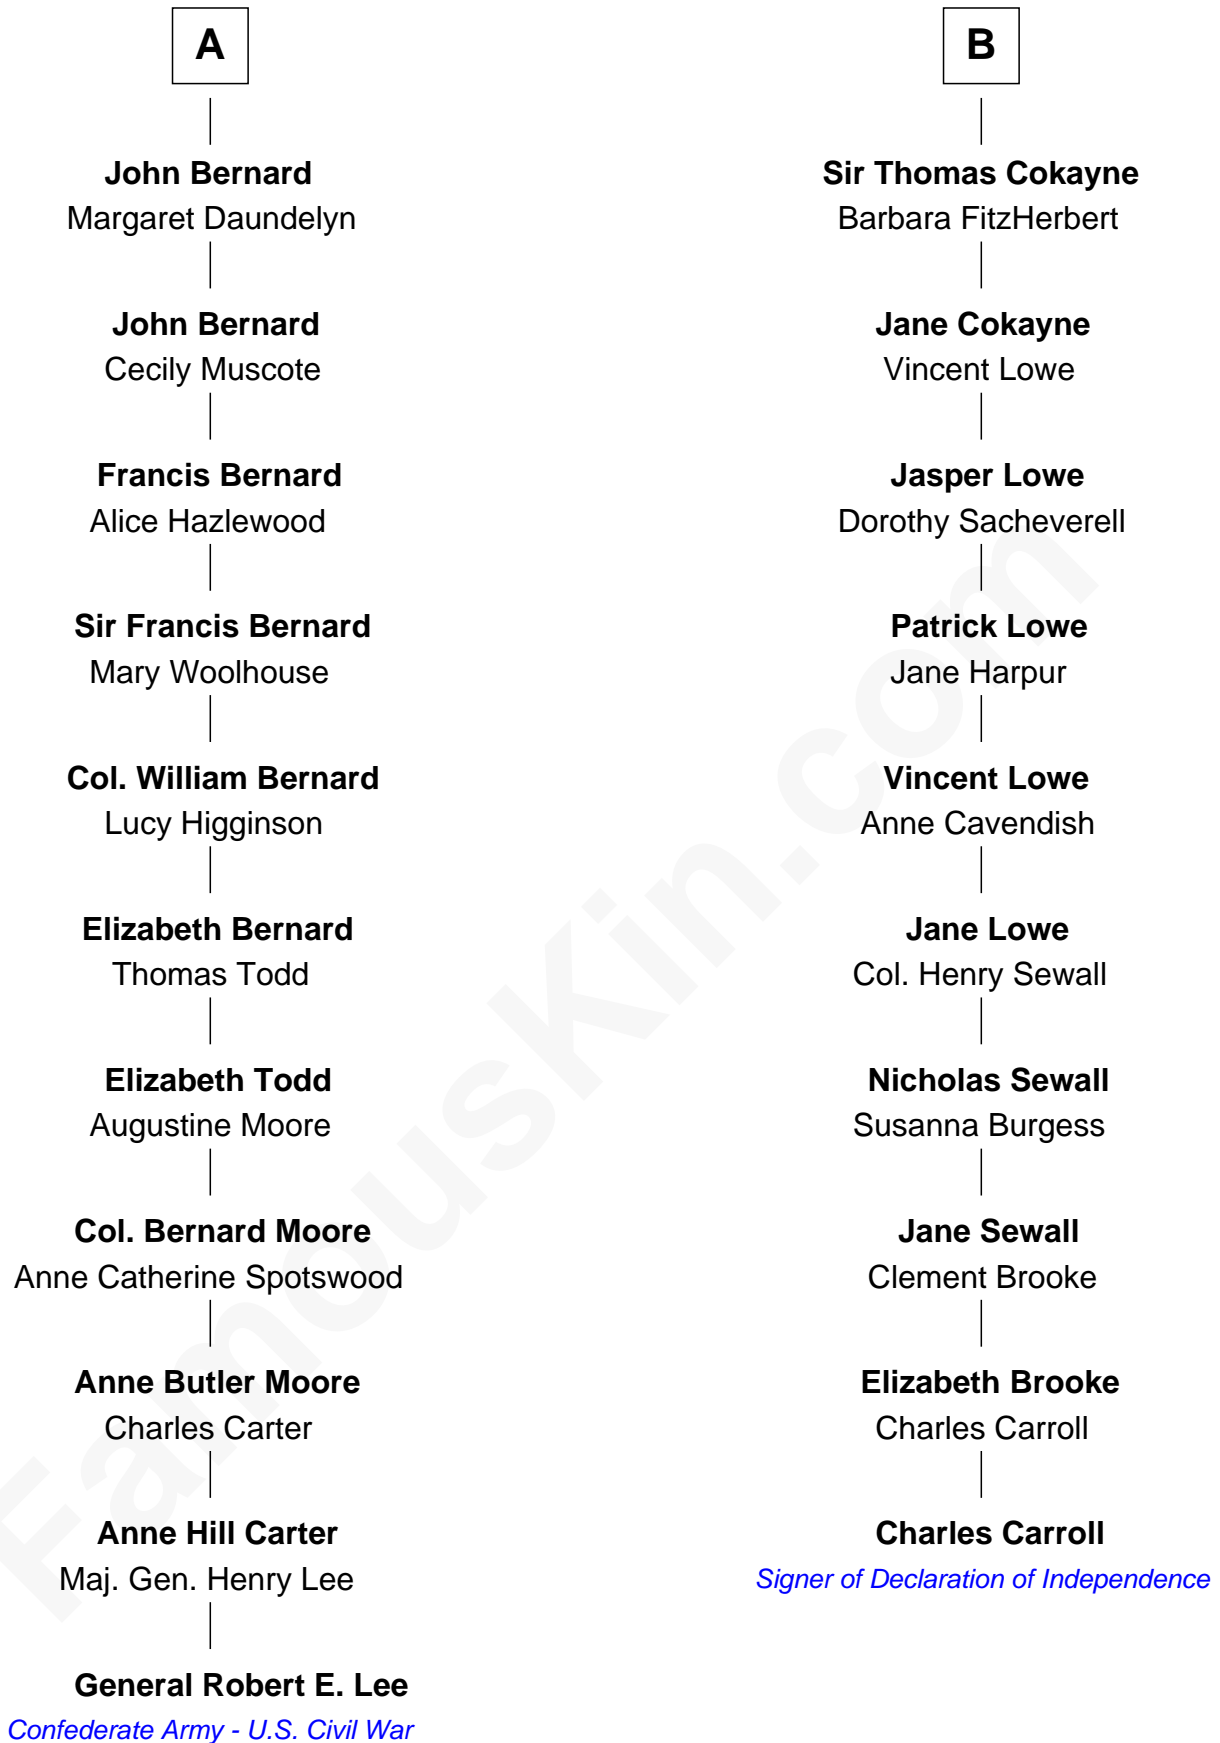 A
John Bernard
Margaret Daundelyn
John Bernard
Cecily Muscote
Francis Bernard
Alice Hazlewood
Sir Francis Bernard
Mary Woolhouse
Col. William Bernard
Lucy Higginson
Elizabeth Bernard
Thomas Todd
Elizabeth Todd
Augustine Moore
Col. Bernard Moore
Anne Catherine Spotswood
Anne Butler Moore
Charles Carter
Anne Hill Carter
Maj. Gen. Henry Lee
General Robert E. Lee
Confederate Army - U.S. Civil War
B
Sir Thomas Cokayne
Barbara FitzHerbert
Jane Cokayne
Vincent Lowe
Jasper Lowe
Dorothy Sacheverell
Patrick Lowe
Jane Harpur
Vincent Lowe
Anne Cavendish
Jane Lowe
Col. Henry Sewall
Nicholas Sewall
Susanna Burgess
Jane Sewall
Clement Brooke
Elizabeth Brooke
Charles Carroll
Charles Carroll
Signer of Declaration of Independence
FamousKin.com